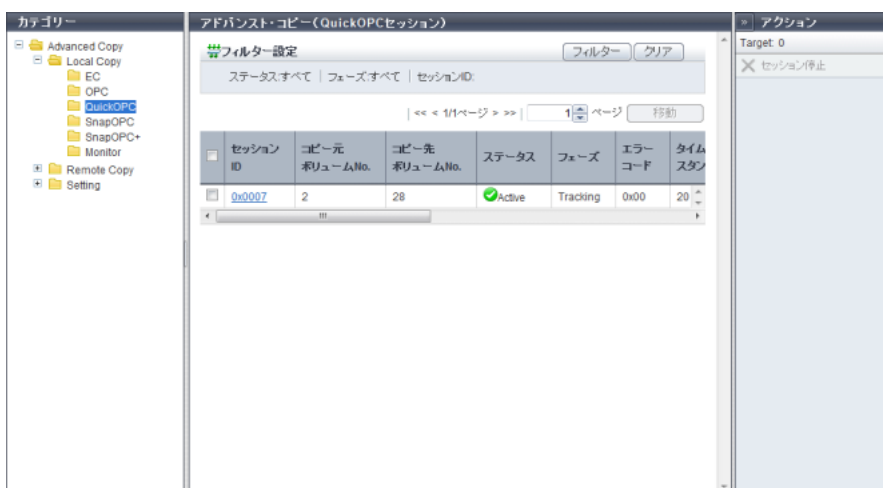 カテゴリー
Advanced Copy
Local Copy
EC
OPC
QuickOPC
SnapOPC
SnapOPC+
Monitor
Remote Copy
Setting
アドバンスト・コピー(QuickOPCセッション)
フィルター設定
フィルター
クリア
ステータス:すべて | フェーズ:すべて | セッションID:
| << < 1/1ページ > >> | 1 ページ 移動
セッション ID
コピー元 ボリュームNo.
コピー先 ボリュームNo.
ステータス
フェーズ
エラー コード
タイム スタン
0x0007 2 28 Active Tracking 0x00 20
» アクション
Target: 0
セッション停止